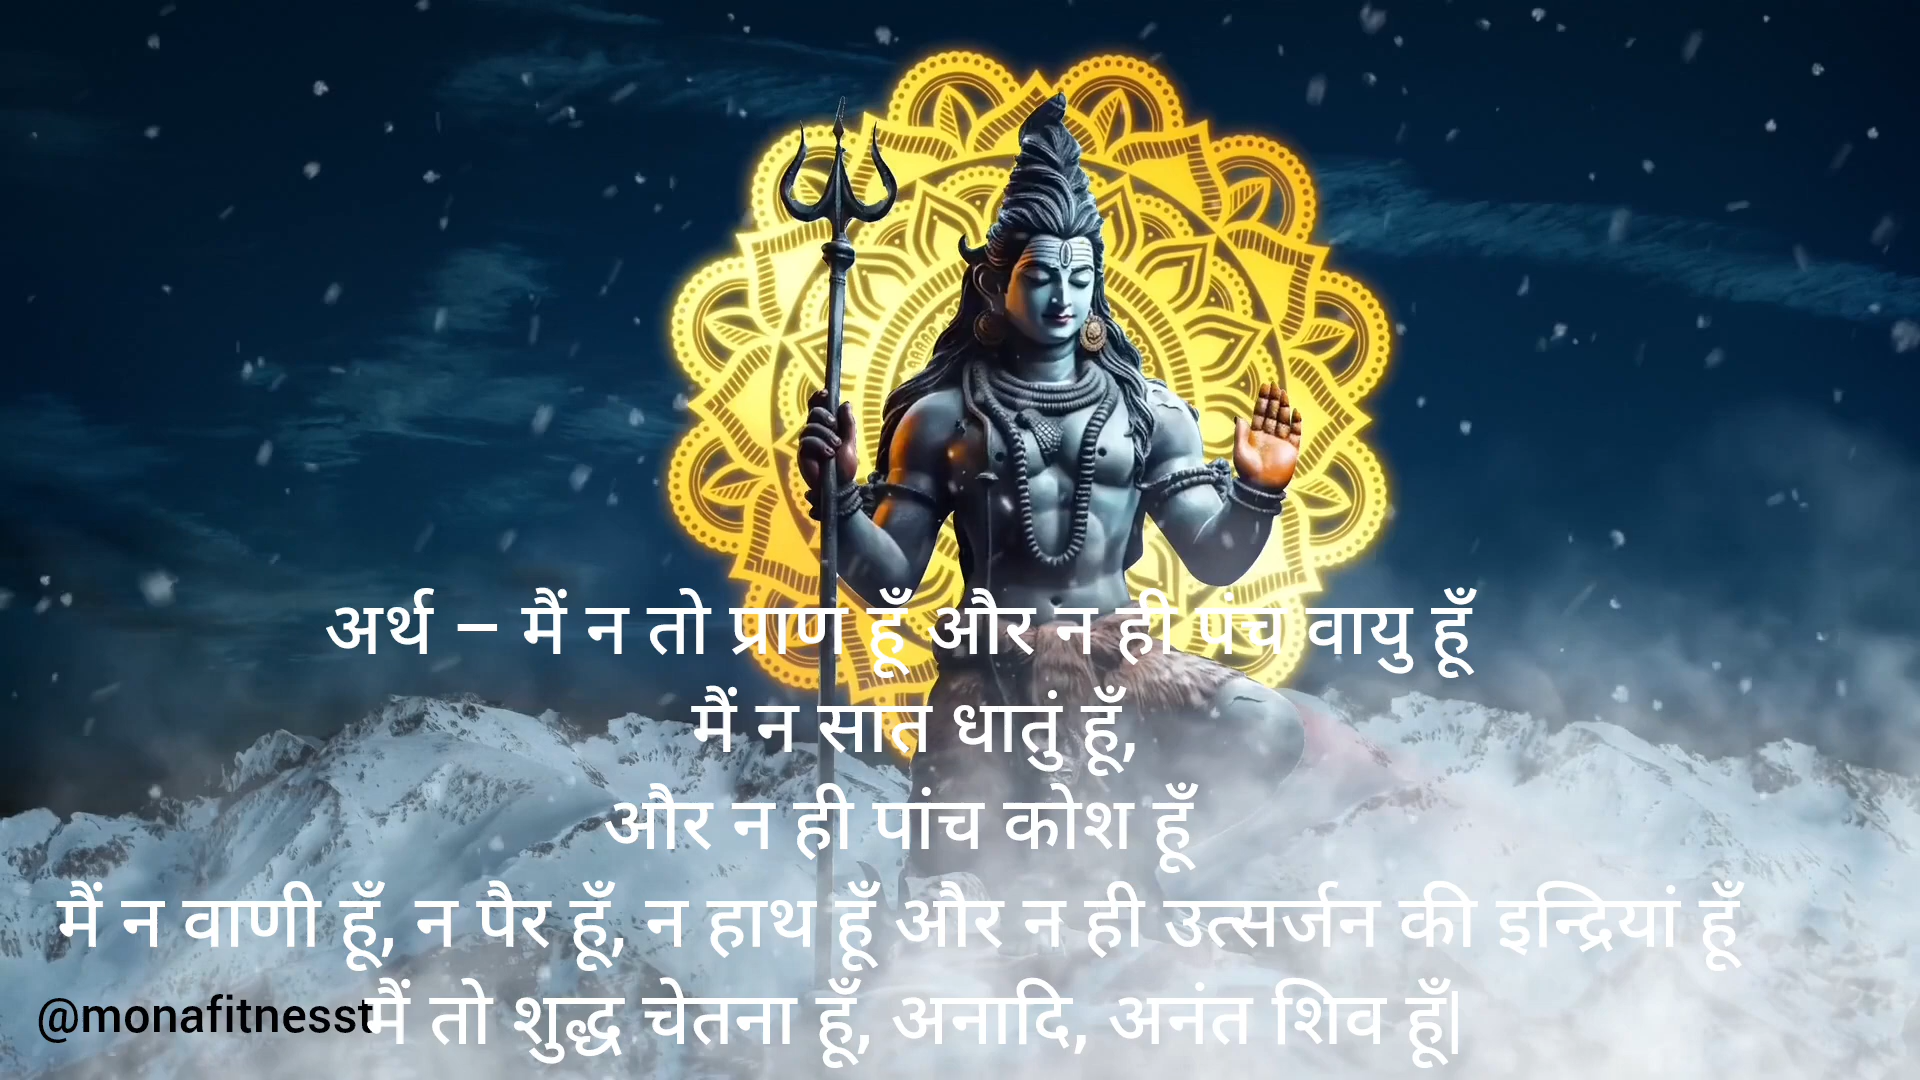 अर्थ – मैं न तो प्राण हूँ और न ही पंच वायु हूँ
मैं न सात धातुं हूँ,
और न ही पांच कोश हूँ
मैं न वाणी हूँ, न पैर हूँ, न हाथ हूँ और न ही उत्सर्जन की इन्द्रियां हूँ
मैं तो शुद्ध चेतना हूँ, अनादि, अनंत शिव हूँ|
@monafitnesst